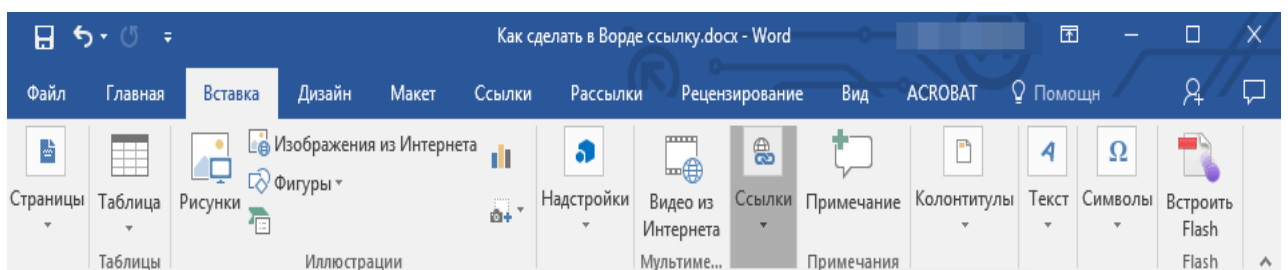 Как сделать в Ворде ссылку.docx - Word
Файл Главная Вставка Дизайн Макет Ссылки Рассылки Рецензирование Вид ACROBAT Помощн
Страницы
Таблица
Таблицы
Рисунки
Изображения из Интернета
Фигуры
Иллюстрации
Надстройки
Видео из
Интернета
Мультиме...
Ссылки
Примечание
Примечания
Колонтитулы
Текст
Символы
Встроить
Flash
Flash